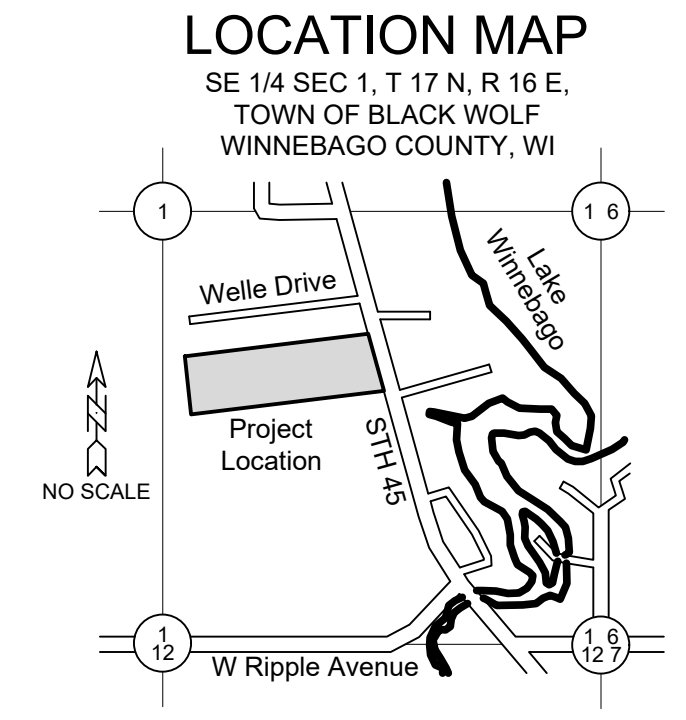 LOCATION MAP
SE 1/4 SEC 1, T 17 N, R 16 E,
TOWN OF BLACK WOLF
WINNEBAGO COUNTY, WI
1
1 6
Lake
Winnebago
Welle Drive
Project
Location
STH 45
N
NO SCALE
1
12
1 6
12 7
W Ripple Avenue